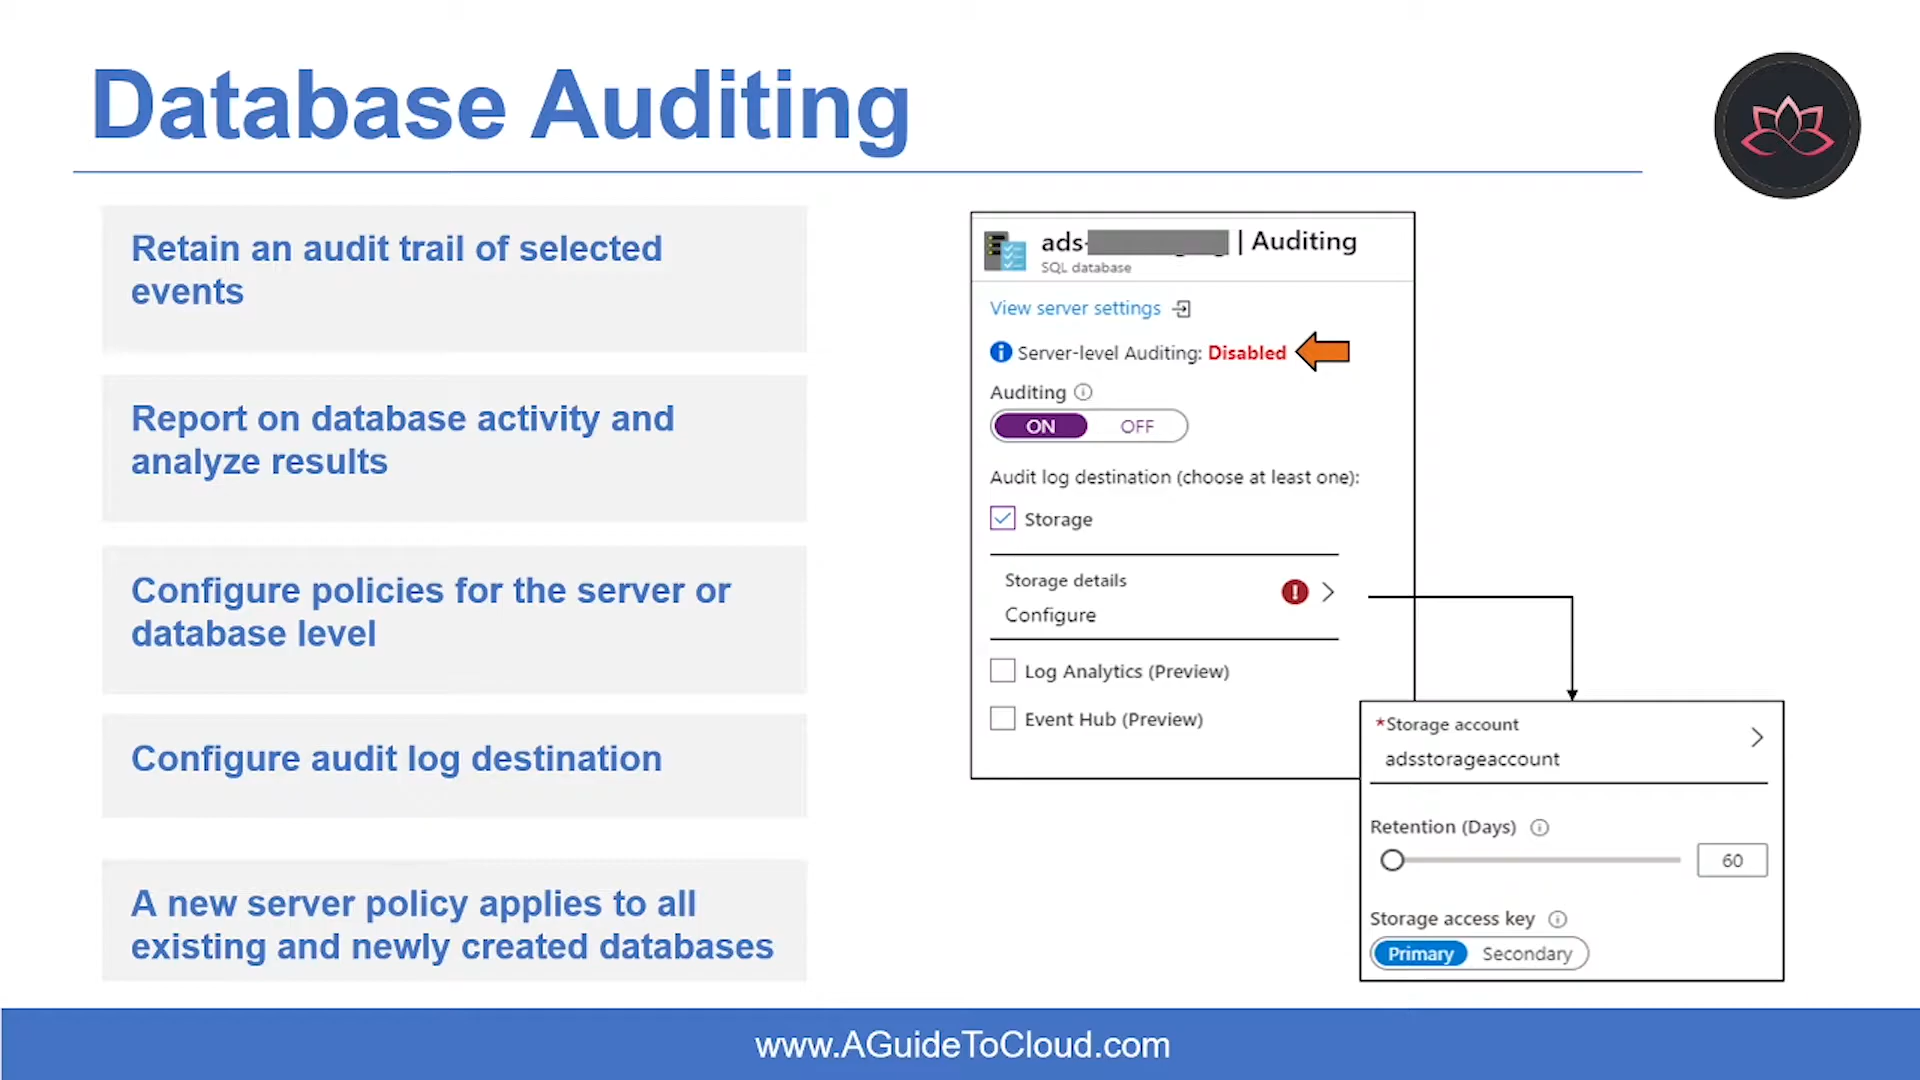 Database Auditing
Retain an audit trail of selected
events
Report on database activity and
analyze results
Configure policies for the server or
database level
Configure audit log destination
A new server policy applies to all
existing and newly created databases
ads- | Auditing
SQL database
View server settings
Server-level Auditing: Disabled
Auditing
ON OFF
Audit log destination (choose at least one):
Storage
Storage details
Configure
Log Analytics (Preview)
Event Hub (Preview)
*Storage account
adsstorageaccount
Retention (Days)
60
Storage access key
Primary Secondary
www.AGuideToCloud.com